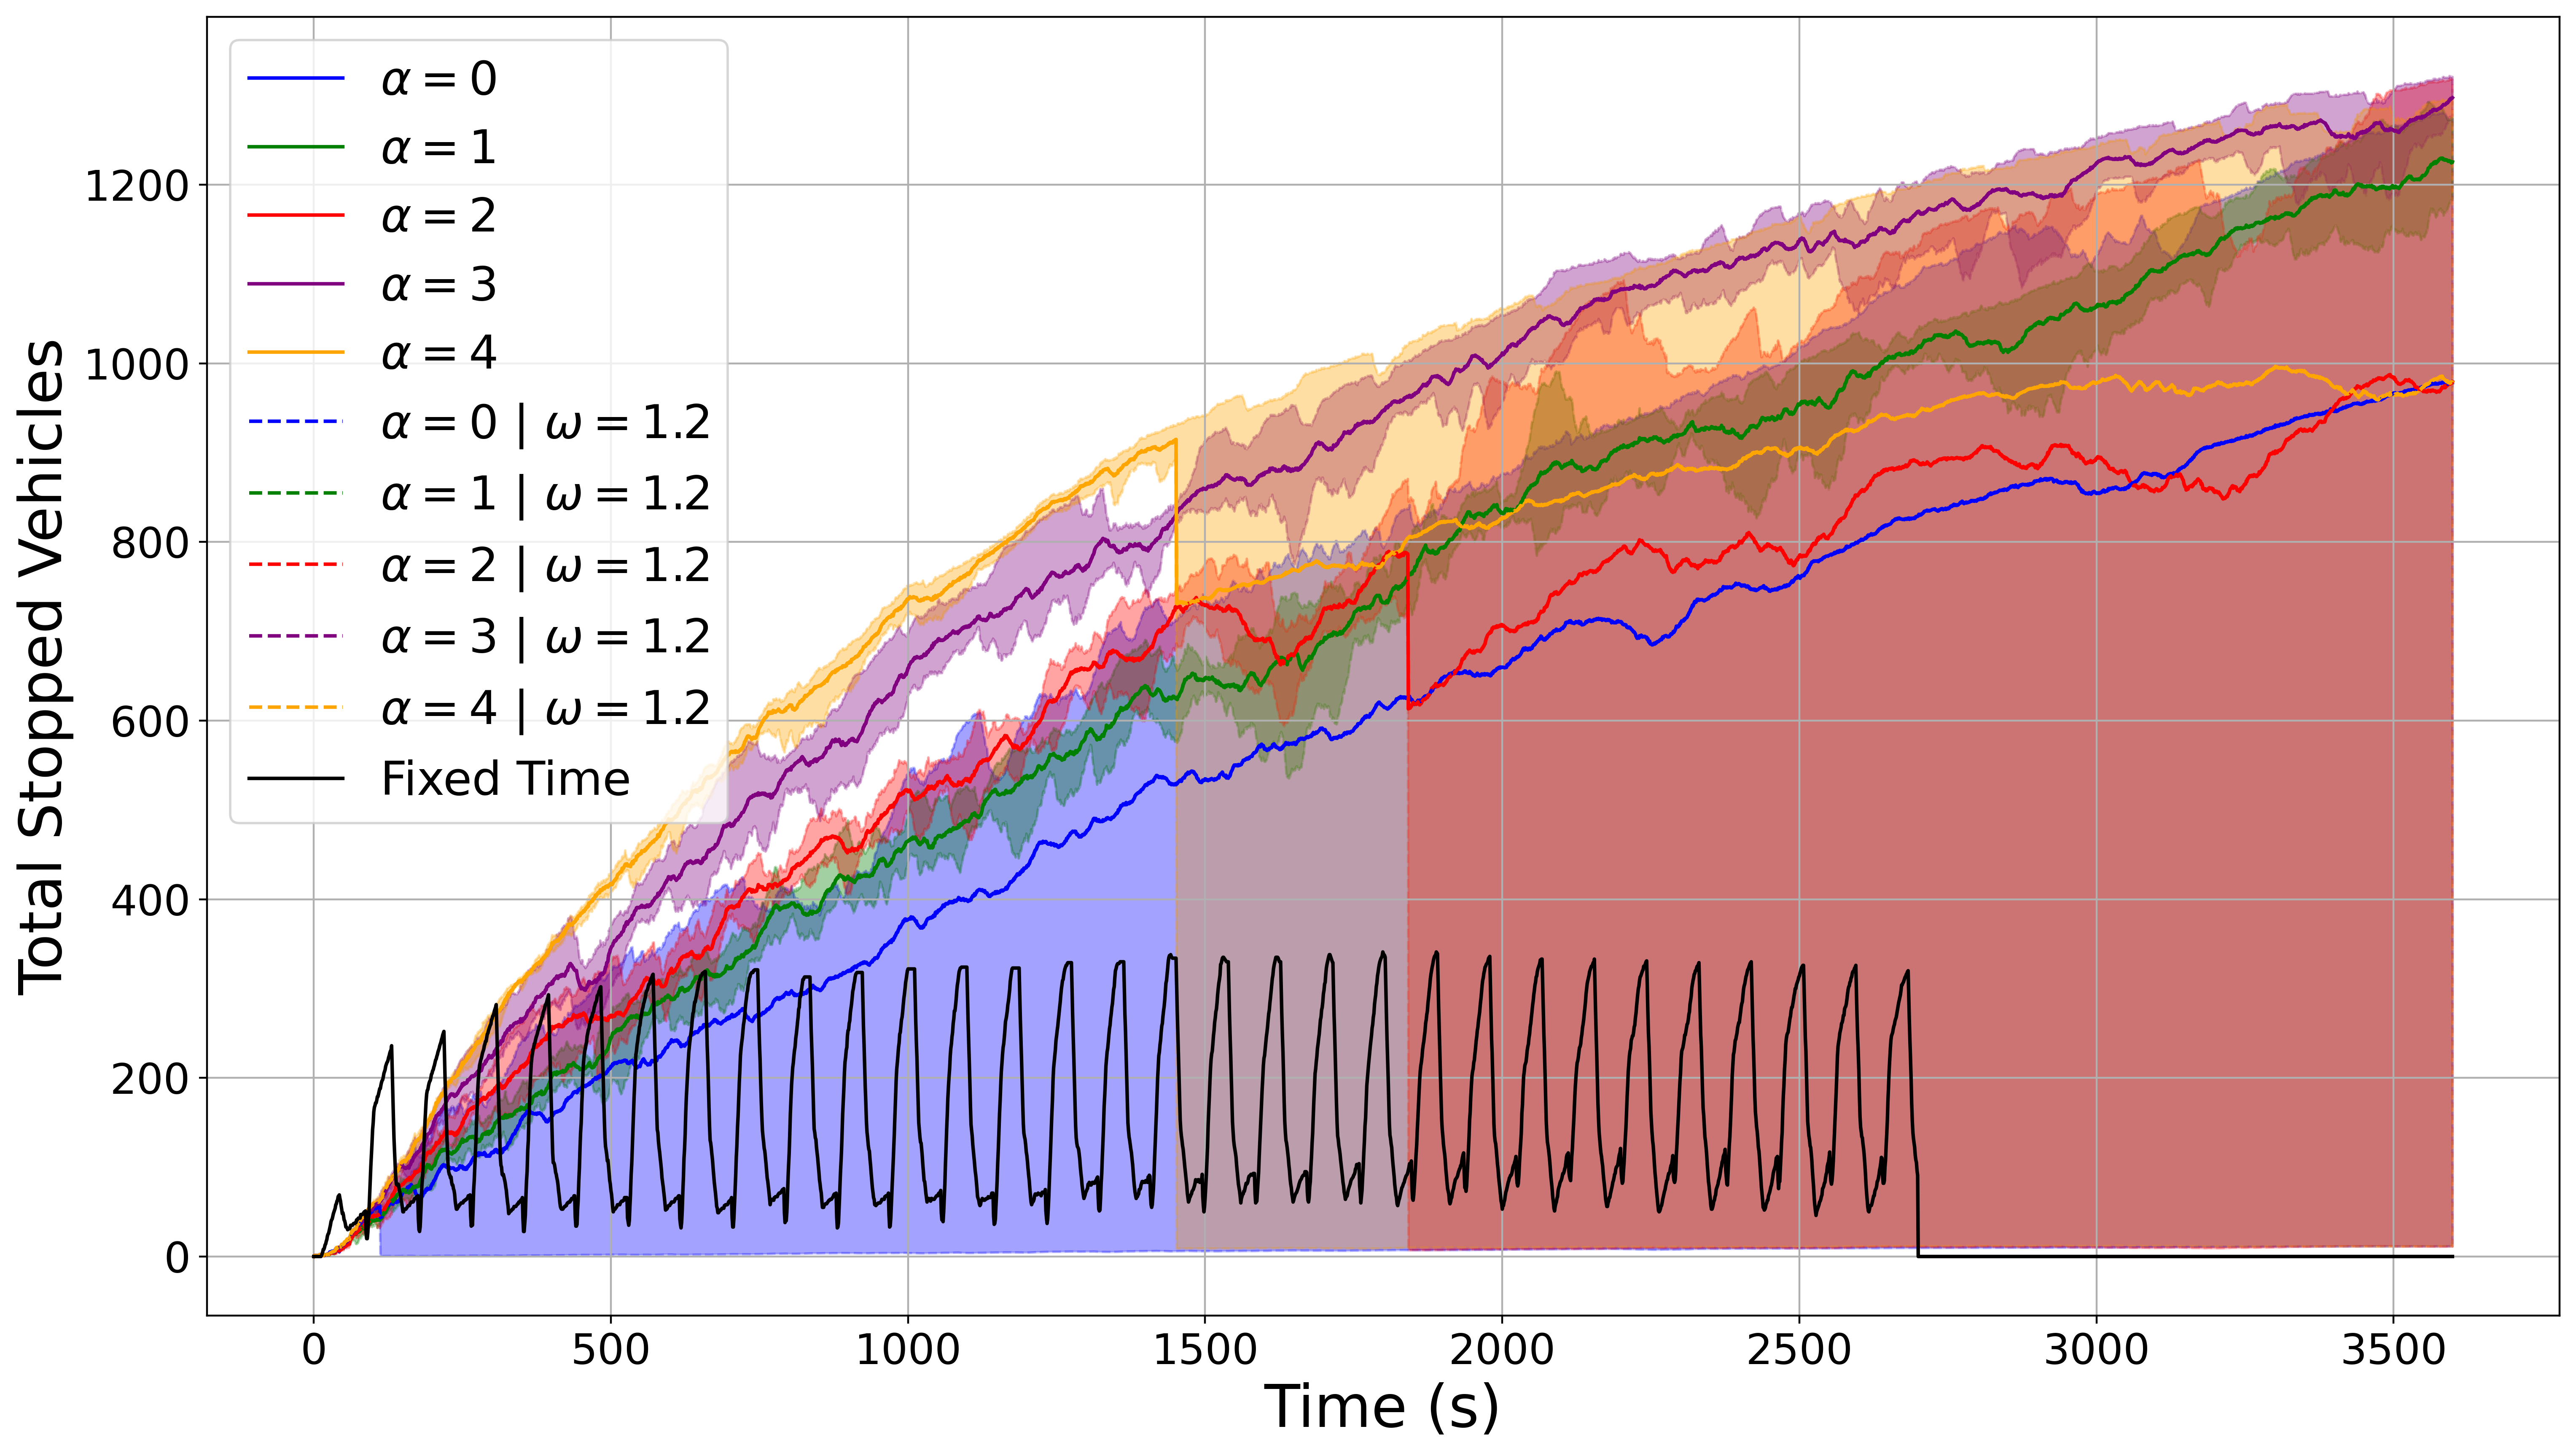 α = 0
α = 1
α = 2
α = 3
α = 4
α = 0 | ω = 1.2
α = 1 | ω = 1.2
α = 2 | ω = 1.2
α = 3 | ω = 1.2
α = 4 | ω = 1.2
Fixed Time
Total Stopped Vehicles
1200
1000
800
600
400
200
0
0 500 1000 1500 2000 2500 3000 3500
Time (s)